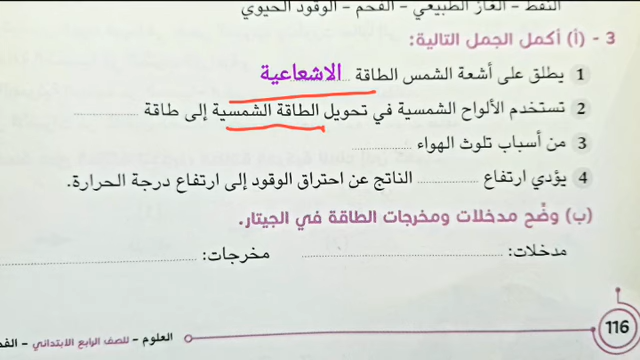 النفط - الغاز الطبيعي - الفحم - الوقود الحيوي
3 - (أ) أكمل الجمل التالية:
1 يطلق على أشعة الشمس الطاقة الاشعاعية
2 تستخدم الألواح الشمسية في تحويل الطاقة الشمسية إلى طاقة ..........
3 من أسباب تلوث الهواء ..........
4 يؤدي ارتفاع .......... الناتج عن احتراق الوقود إلى ارتفاع درجة الحرارة.
(ب) وضِّح مدخلات ومخرجات الطاقة في الجيتار.
مدخلات: .......... مخرجات: ..........
116 العلوم - للصف الرابع الابتدائي -